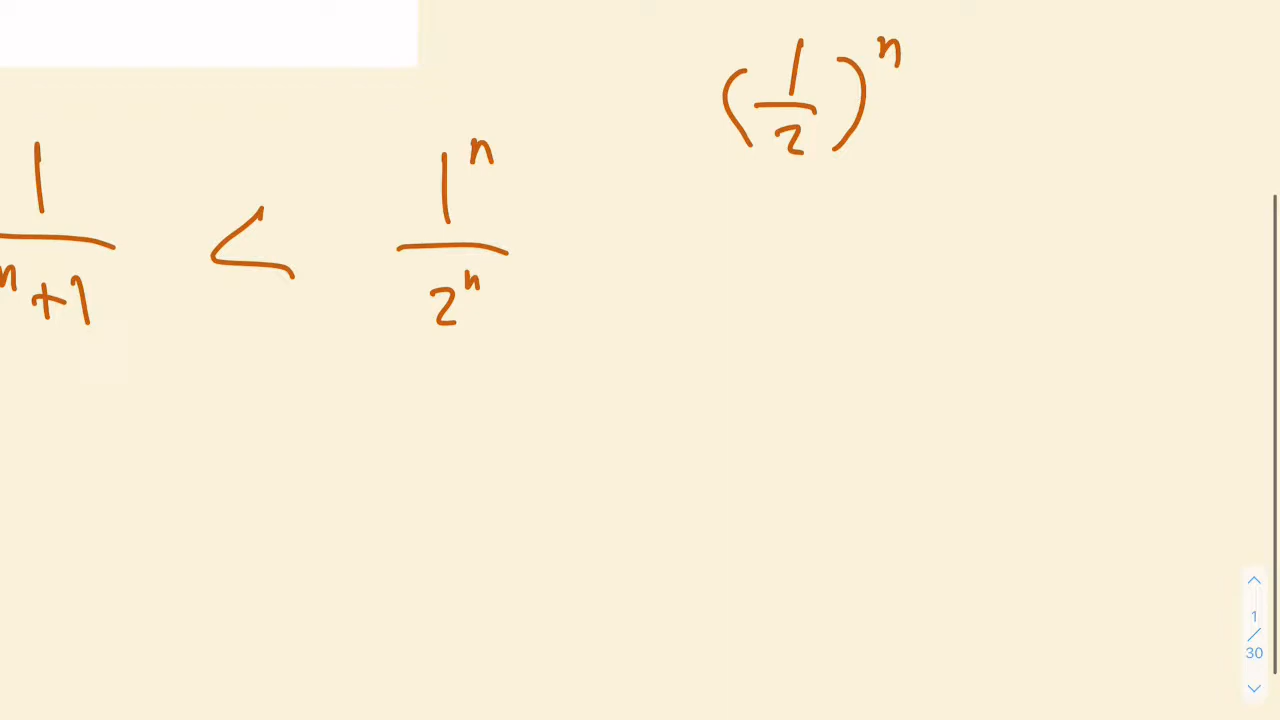 (1/2)^n
1/(^n + 1) < 1^n/2^n
1
/
30